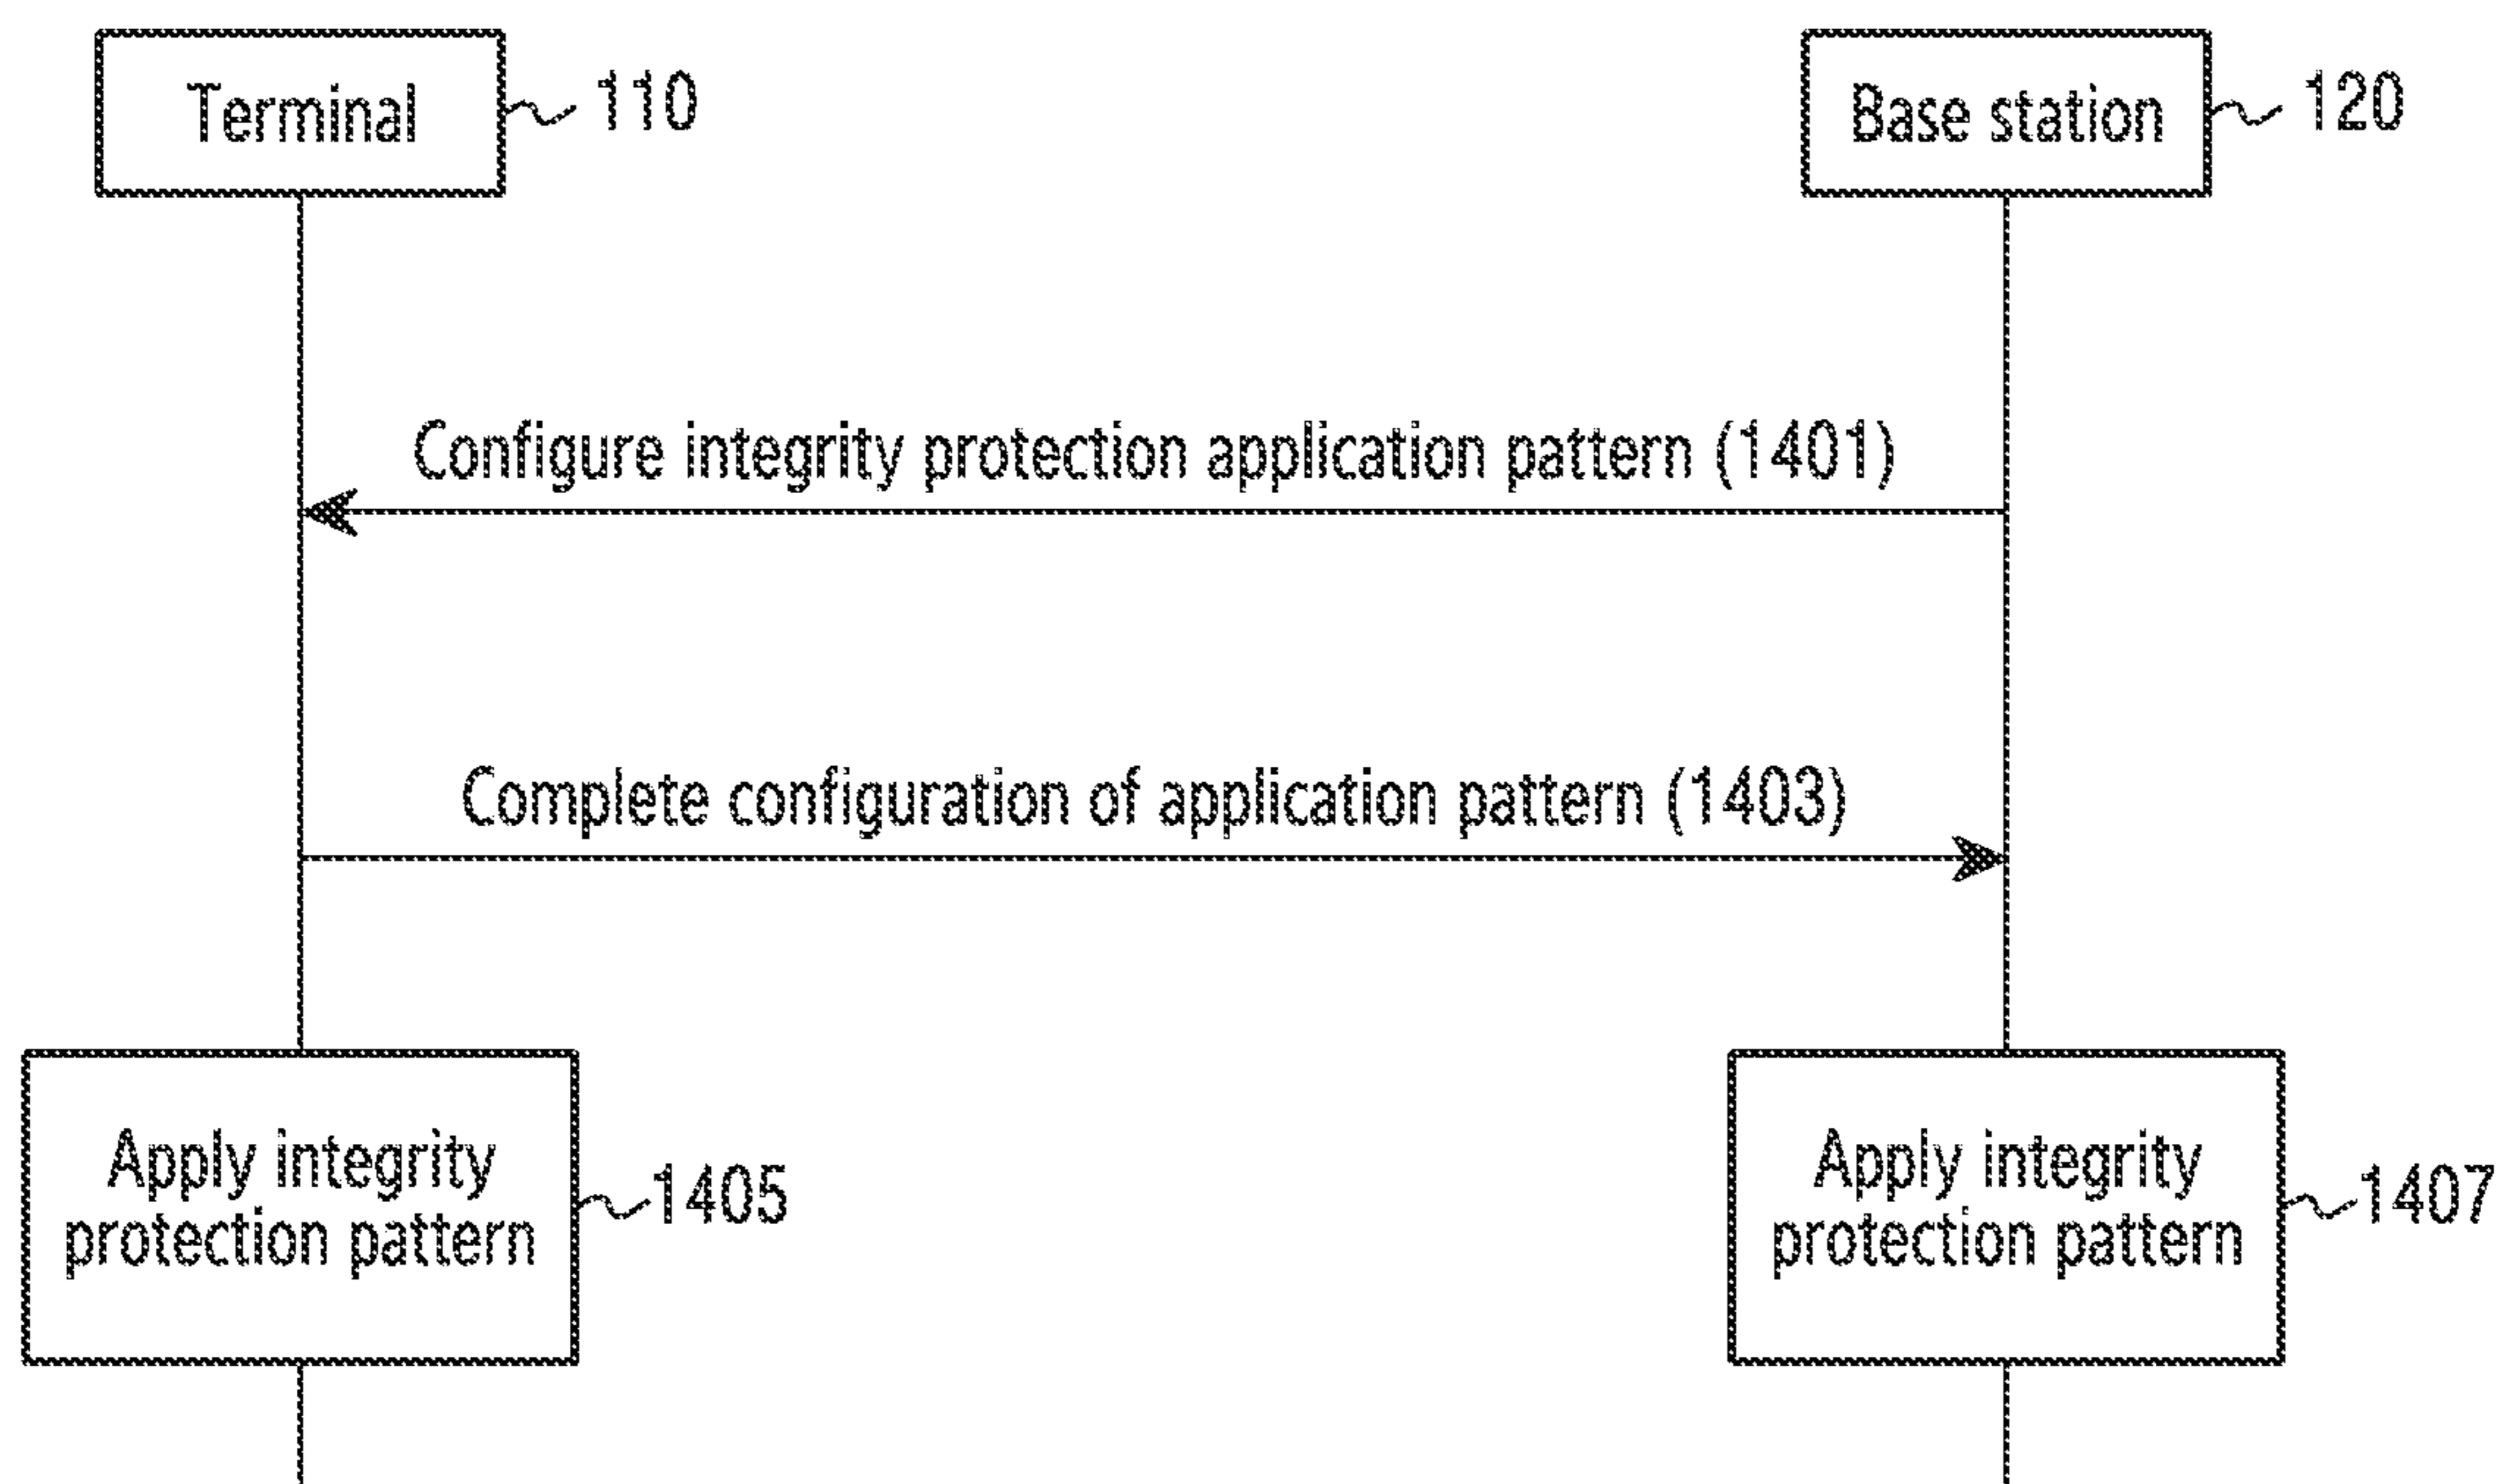 Terminal
110
Base station
120
Configure integrity protection application pattern (1401)
Complete configuration of application pattern (1403)
Apply integrity
protection pattern
1405
Apply integrity
protection pattern
1407